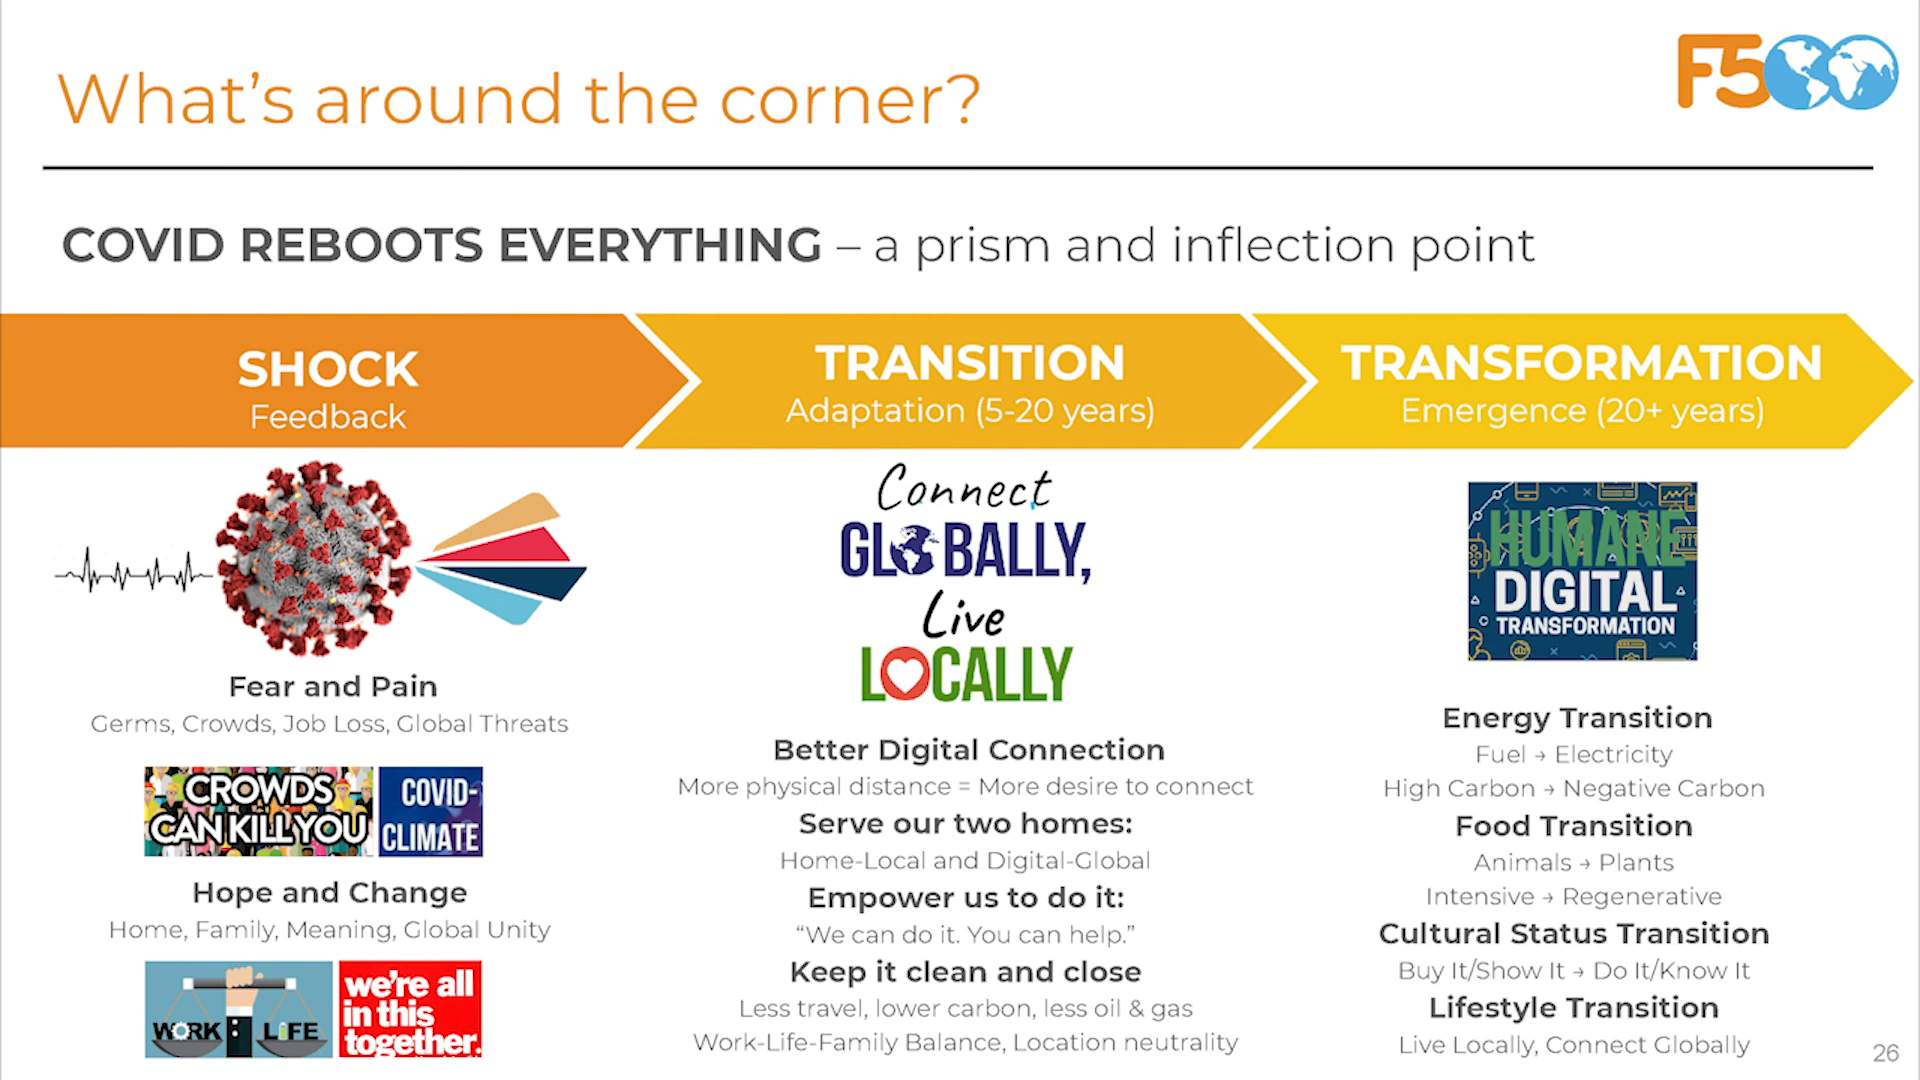 What's around the corner?
F500
COVID REBOOTS EVERYTHING – a prism and inflection point
SHOCK
Feedback
TRANSITION
Adaptation (5-20 years)
TRANSFORMATION
Emergence (20+ years)
Fear and Pain
Germs, Crowds, Job Loss, Global Threats
CROWDS
CAN KILL YOU
COVID-
CLIMATE
Hope and Change
Home, Family, Meaning, Global Unity
WORK LIFE
we're all
in this
together.
Connect
GLOBALLY,
Live
LOCALLY
Better Digital Connection
More physical distance = More desire to connect
Serve our two homes:
Home-Local and Digital-Global
Empower us to do it:
“We can do it. You can help.”
Keep it clean and close
Less travel, lower carbon, less oil & gas
Work-Life-Family Balance, Location neutrality
HUMANE
DIGITAL
TRANSFORMATION
Energy Transition
Fuel → Electricity
High Carbon → Negative Carbon
Food Transition
Animals → Plants
Intensive → Regenerative
Cultural Status Transition
Buy It/Show It → Do It/Know It
Lifestyle Transition
Live Locally, Connect Globally
26